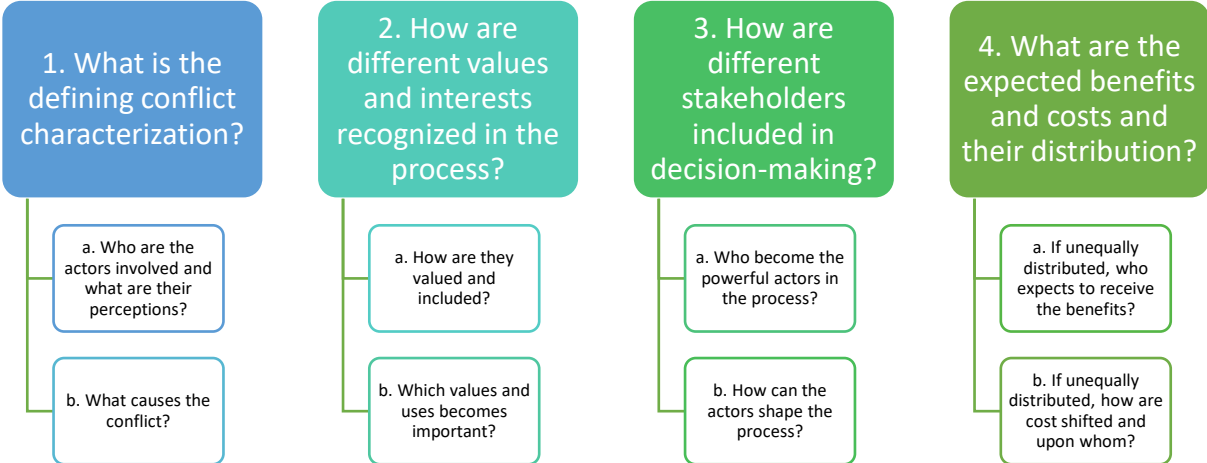 1. What is the
defining conflict
characterization?
a. Who are the
actors involved and
what are their
perceptions?
b. What causes the
conflict?
2. How are
different values
and interests
recognized in the
process?
a. How are they
valued and
included?
b. Which values and
uses becomes
important?
3. How are
different
stakeholders
included in
decision-making?
a. Who become the
powerful actors in
the process?
b. How can the
actors shape the
process?
4. What are the
expected benefits
and costs and
their distribution?
a. If unequally
distributed, who
expects to receive
the benefits?
b. If unequally
distributed, how are
cost shifted and
upon whom?